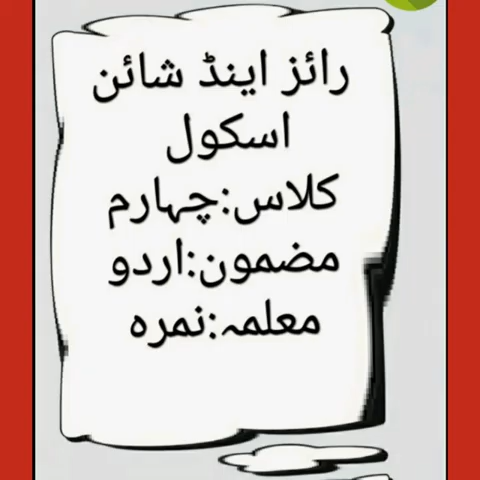 رائز اینڈ شائن
اسکول
کلاس:چہارم
مضمون:اردو
معلمہ:نمرہ